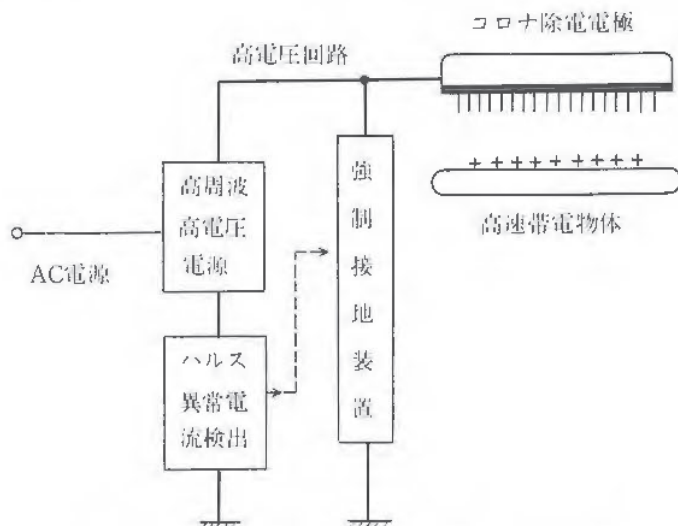 コロナ除電電極
高電圧回路
+ + + + + + + + +
高速帯電物体
高周波
高電圧
電源
AC電源
強制接地装置
ハルス
異常電
流検出